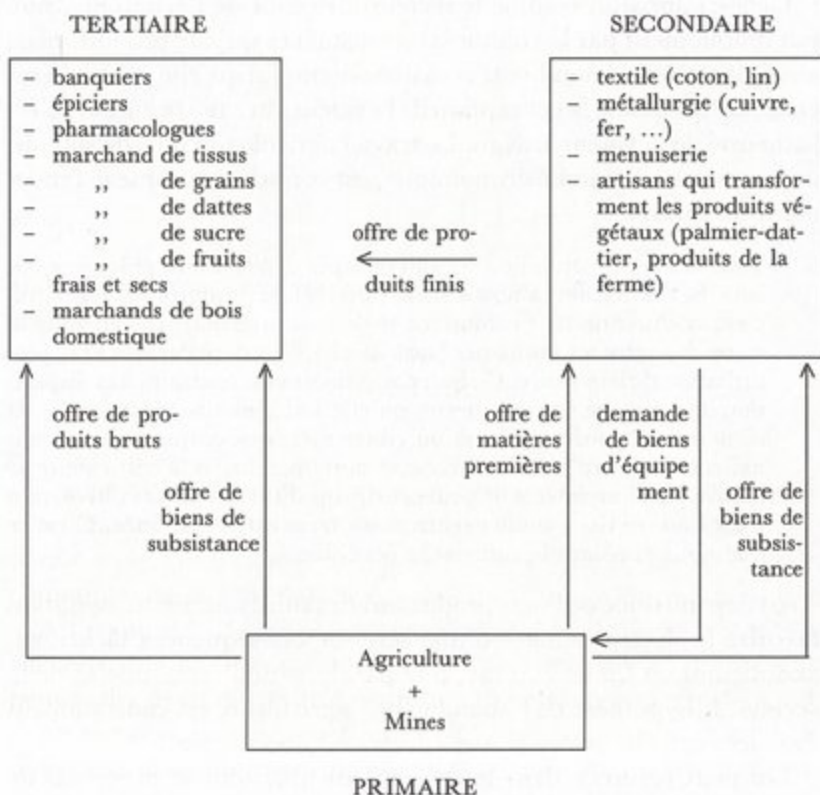 TERTIAIRE
– banquiers
– épiciers
– pharmacologues
– marchand de tissus
– ,, de grains
– ,, de dattes
– ,, de sucre
– ,, de fruits
frais et secs
– marchands de bois
domestique
SECONDAIRE
– textile (coton, lin)
– métallurgie (cuivre,
fer, ...)
– menuiserie
– artisans qui transfor-
ment les produits vé-
gétaux (palmier-dat-
tier, produits de la
ferme)
offre de pro-
duits finis
offre de pro-
duits bruts
offre de
biens de
subsistance
offre de
matières
premières
demande
de biens
d'équipe
ment
offre de
biens de
subsis-
tance
Agriculture
+
Mines
PRIMAIRE